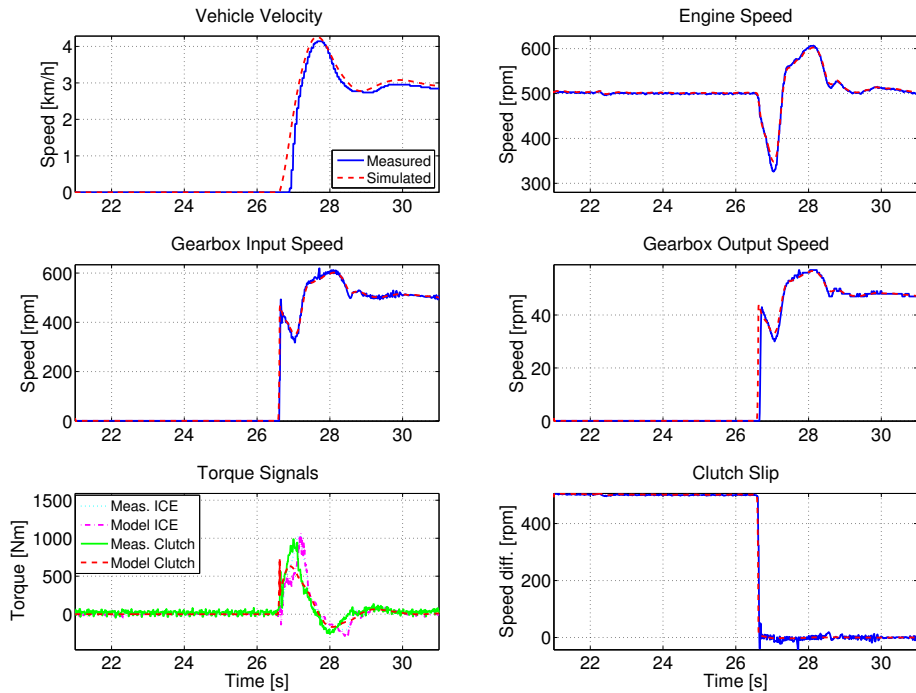 Vehicle Velocity
Speed [km/h]
4
3
2
1
0
Measured
Simulated
22 24 26 28 30
Engine Speed
Speed [rpm]
600
500
400
300
22 24 26 28 30
Gearbox Input Speed
Speed [rpm]
600
400
200
0
22 24 26 28 30
Gearbox Output Speed
Speed [rpm]
40
20
0
22 24 26 28 30
Torque Signals
Torque [Nm]
1500
1000
500
0
Meas. ICE
Model ICE
Meas. Clutch
Model Clutch
22 24 26 28 30
Time [s]
Clutch Slip
Speed diff. [rpm]
400
200
0
22 24 26 28 30
Time [s]